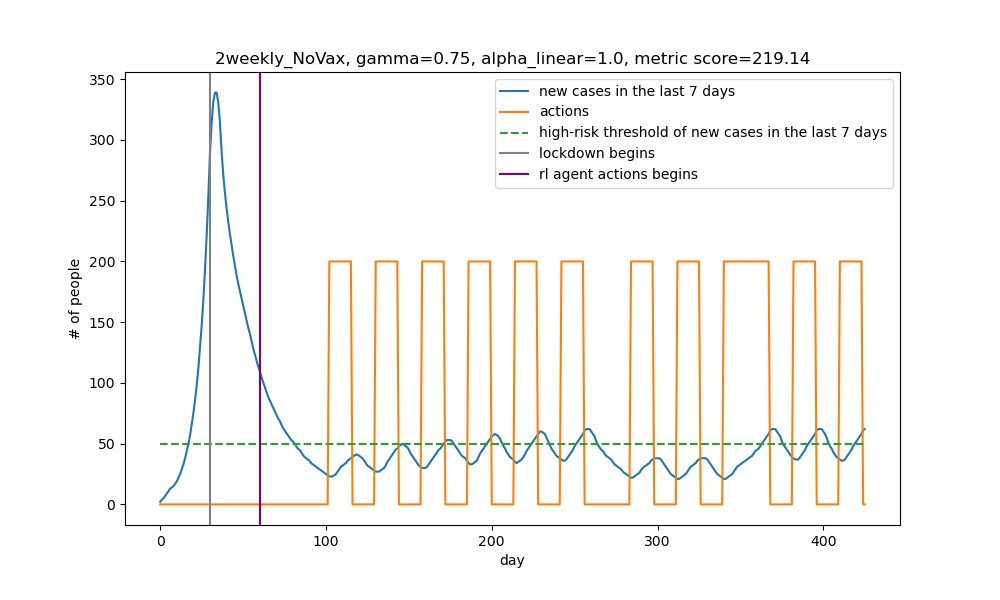 2weekly_NoVax, gamma=0.75, alpha_linear=1.0, metric score=219.14
350
300
250
200
150
100
50
0
# of people
new cases in the last 7 days
actions
high-risk threshold of new cases in the last 7 days
lockdown begins
rl agent actions begins
0
100
200
300
400
day